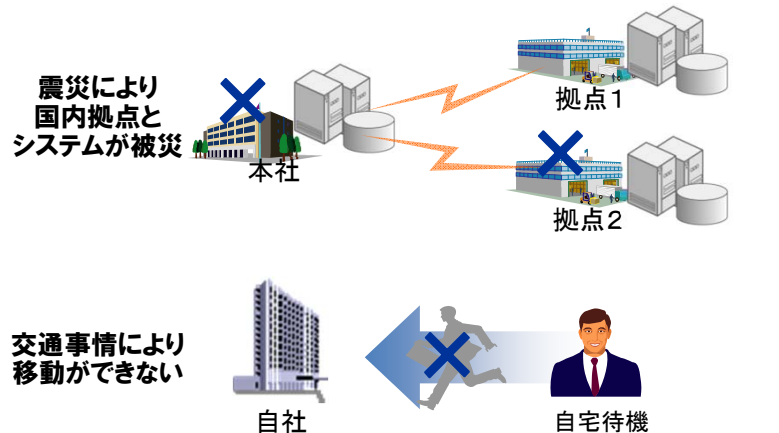 震災により
国内拠点と
システムが被災
本社
拠点1
拠点2
交通事情により
移動ができない
自社
自宅待機